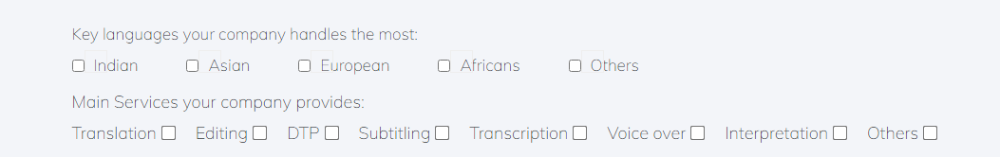 Key languages your company handles the most:
Indian Asian European Africans Others
Main Services your company provides:
Translation Editing DTP Subtitling Transcription Voice over Interpretation Others